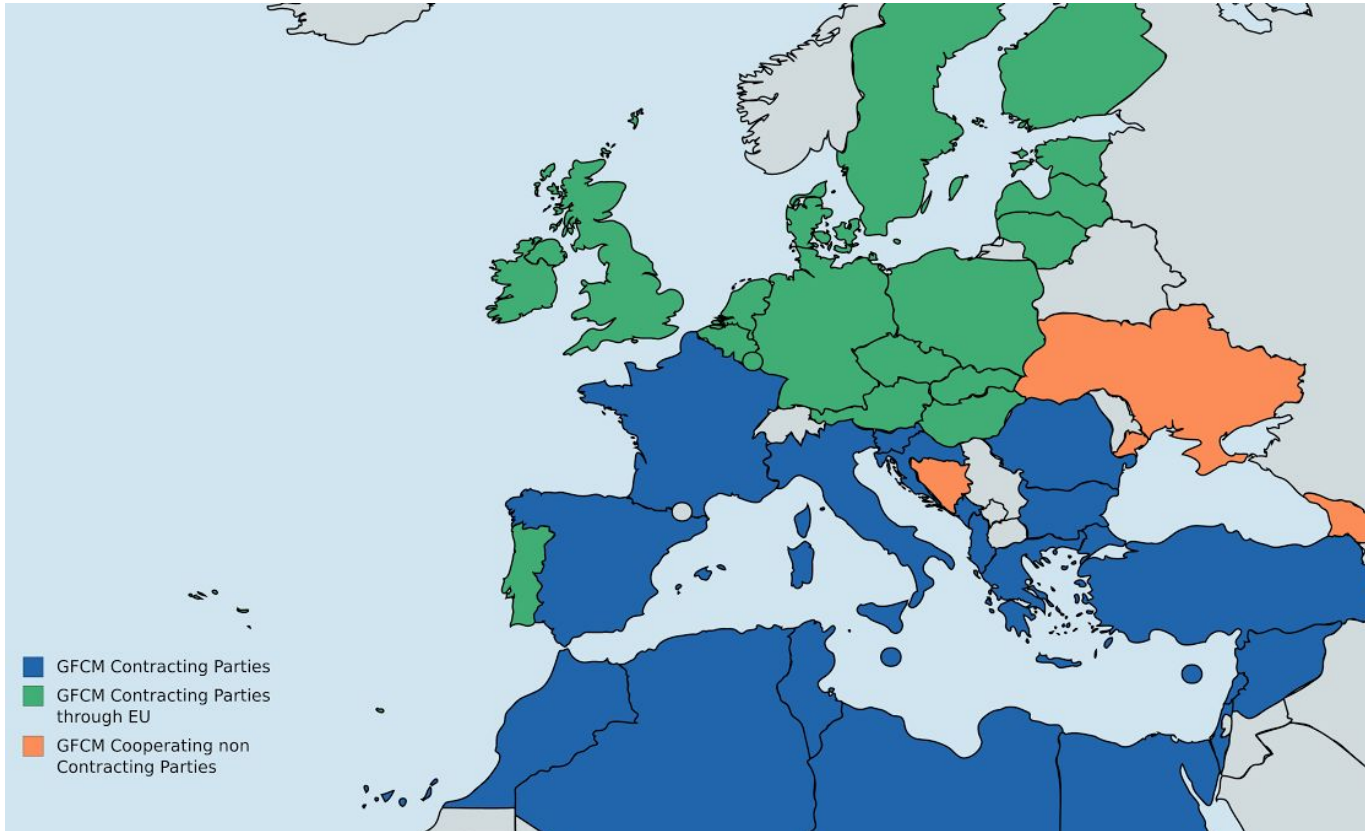 GFCM Contracting Parties
GFCM Contracting Parties
through EU
GFCM Cooperating non
Contracting Parties